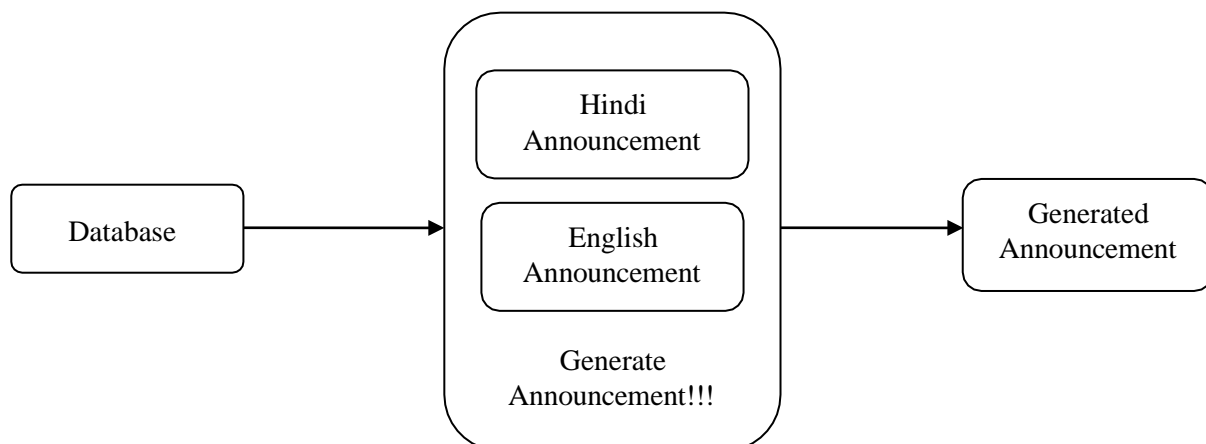 Database
Hindi
Announcement
English
Announcement
Generate
Announcement!!!
Generated
Announcement